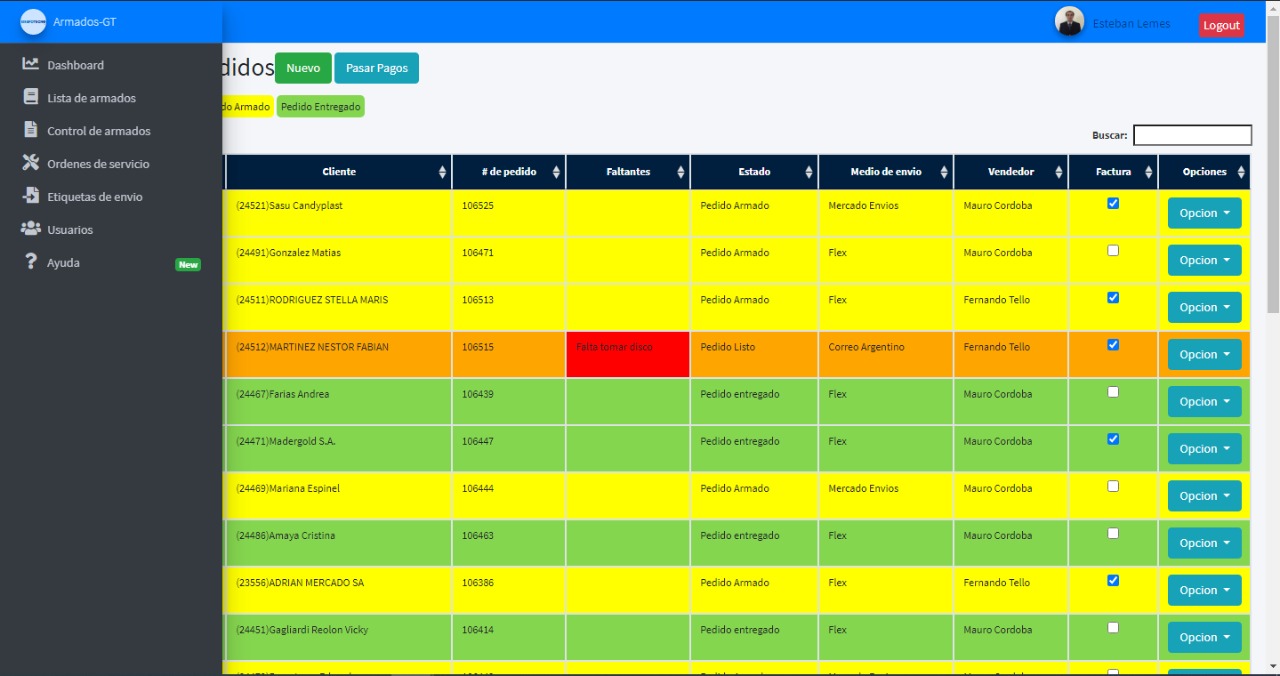 Armados-GT
Esteban Lemes
Logout
Dashboard
Lista de armados
Control de armados
Ordenes de servicio
Etiquetas de envio
Usuarios
Ayuda New
didos Nuevo Pasar Pagos
do Armado Pedido Entregado
Buscar:
Cliente # de pedido Faltantes Estado Medio de envio Vendedor Factura Opciones
(24521)Sasu Candyplast 106525 Pedido Armado Mercado Envios Mauro Cordoba Opcion
(24491)Gonzalez Matias 106471 Pedido Armado Flex Mauro Cordoba Opcion
(24511)RODRIGUEZ STELLA MARIS 106513 Pedido Armado Flex Fernando Tello Opcion
(24512)MARTINEZ NESTOR FABIAN 106515 Falta tomar disco Pedido Listo Correo Argentino Fernando Tello Opcion
(24467)Farias Andrea 106439 Pedido entregado Flex Mauro Cordoba Opcion
(24471)Madergold S.A. 106447 Pedido entregado Flex Mauro Cordoba Opcion
(24469)Mariana Espinel 106444 Pedido Armado Mercado Envios Mauro Cordoba Opcion
(24486)Amaya Cristina 106463 Pedido entregado Flex Mauro Cordoba Opcion
(23556)ADRIAN MERCADO SA 106386 Pedido Armado Flex Fernando Tello Opcion
(24451)Gagliardi Reolon Vicky 106414 Pedido entregado Flex Mauro Cordoba Opcion